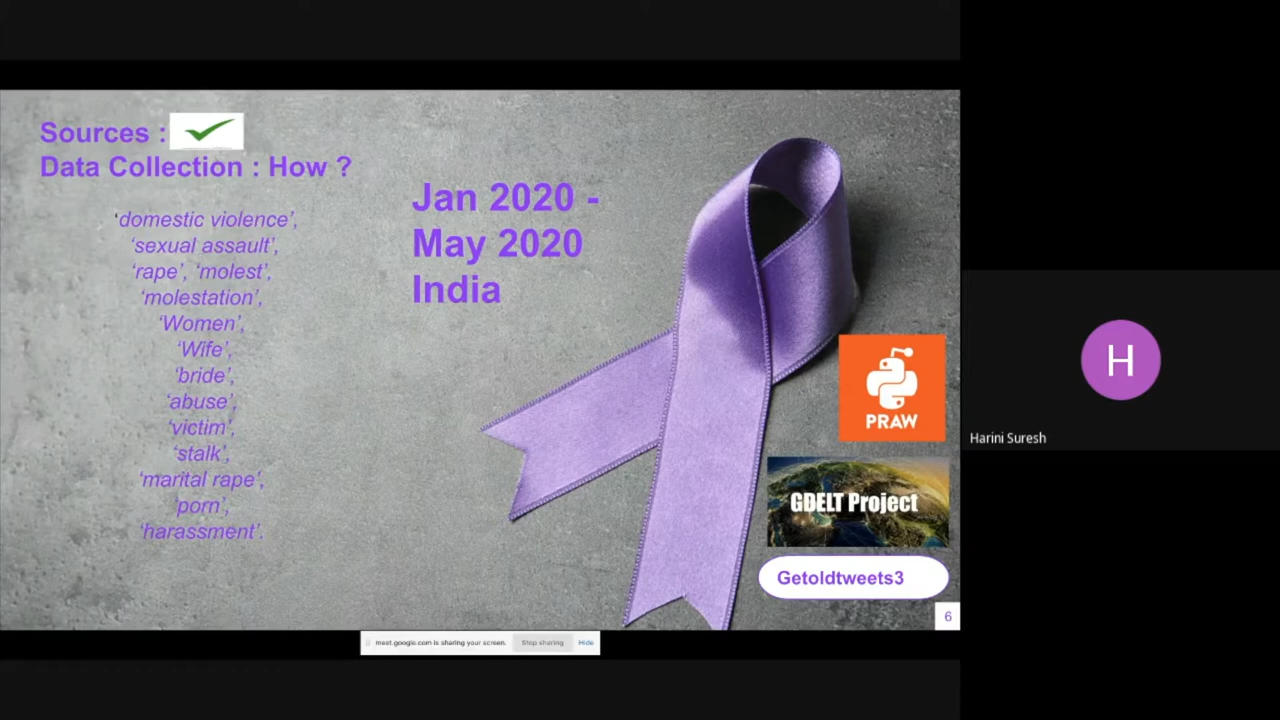 Sources :
Data Collection : How ?
‘domestic violence’,
‘sexual assault’,
‘rape’, ‘molest’,
‘molestation’,
‘Women’,
‘Wife’,
‘bride’,
‘abuse’,
‘victim’,
‘stalk’,
‘marital rape’,
‘porn’,
‘harassment’.
Jan 2020 -
May 2020
India
PRAW
GDELT Project
Getoldtweets3
6
meet.google.com is sharing your screen.
Stop sharing
Hide
H
Harini Suresh